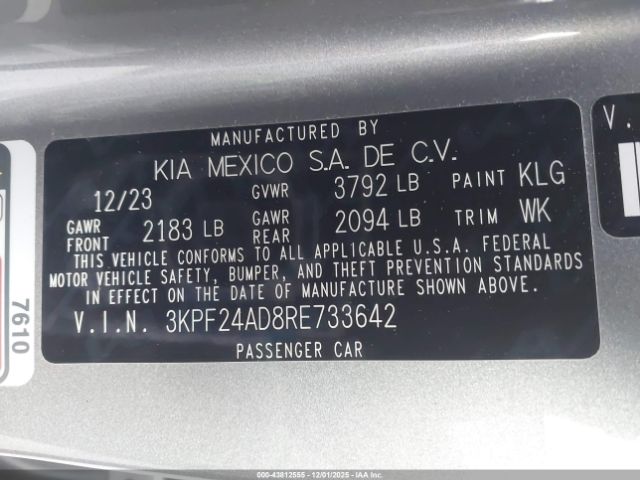 MANUFACTURED BY
KIA MEXICO S.A. DE C.V.
12/23 GVWR 3792 LB PAINT KLG
GAWR FRONT 2183 LB GAWR REAR 2094 LB TRIM WK
THIS VEHICLE CONFORMS TO ALL APPLICABLE U.S.A. FEDERAL
MOTOR VEHICLE SAFETY, BUMPER, AND THEFT PREVENTION STANDARDS
IN EFFECT ON THE DATE OF MANUFACTURE SHOWN ABOVE.
V.I.N. 3KPF24AD8RE733642
PASSENGER CAR
7610
V.
000-43812555 - 12/01/2025 - IAAI.COM